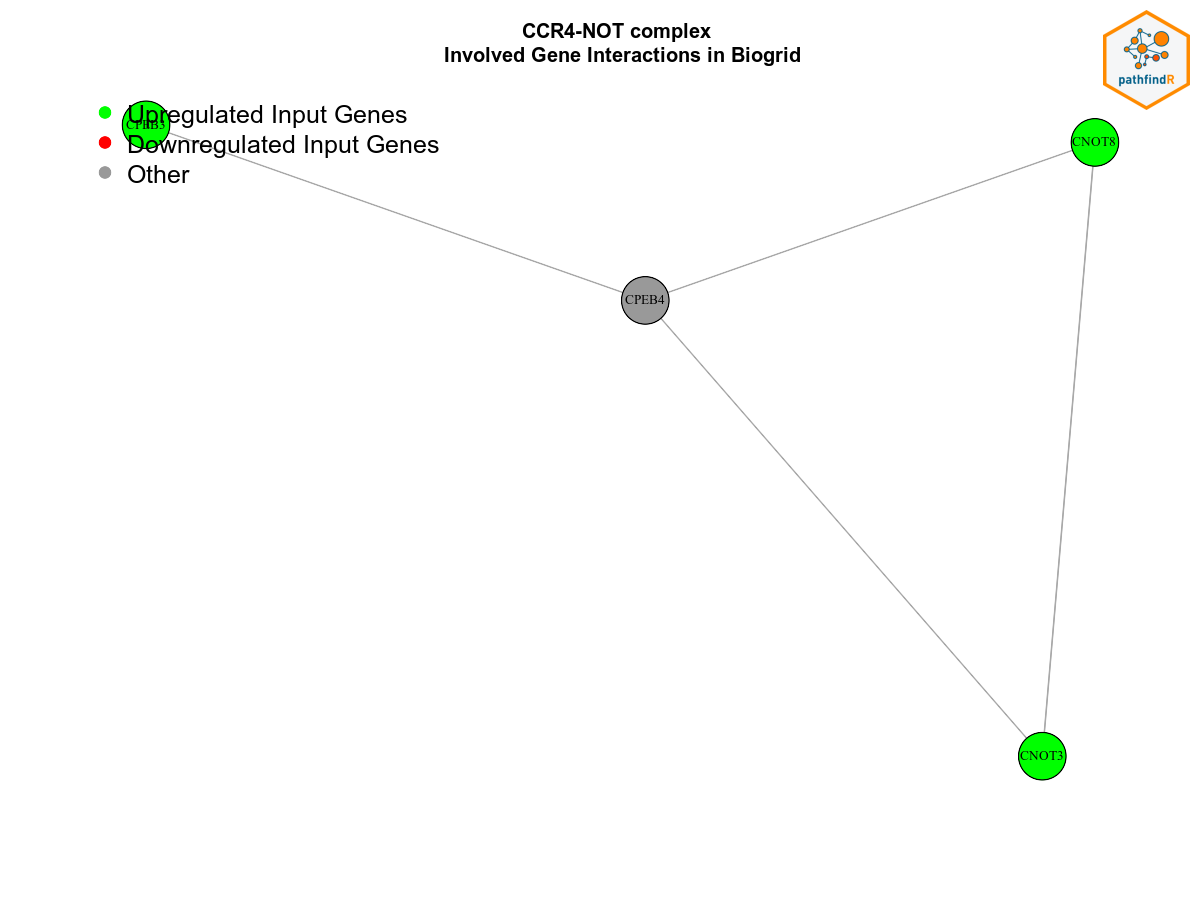 CCR4-NOT complex
Involved Gene Interactions in Biogrid
pathfindR
Upregulated Input Genes
Downregulated Input Genes
Other
CPEB3
CNOT8
CPEB4
CNOT3